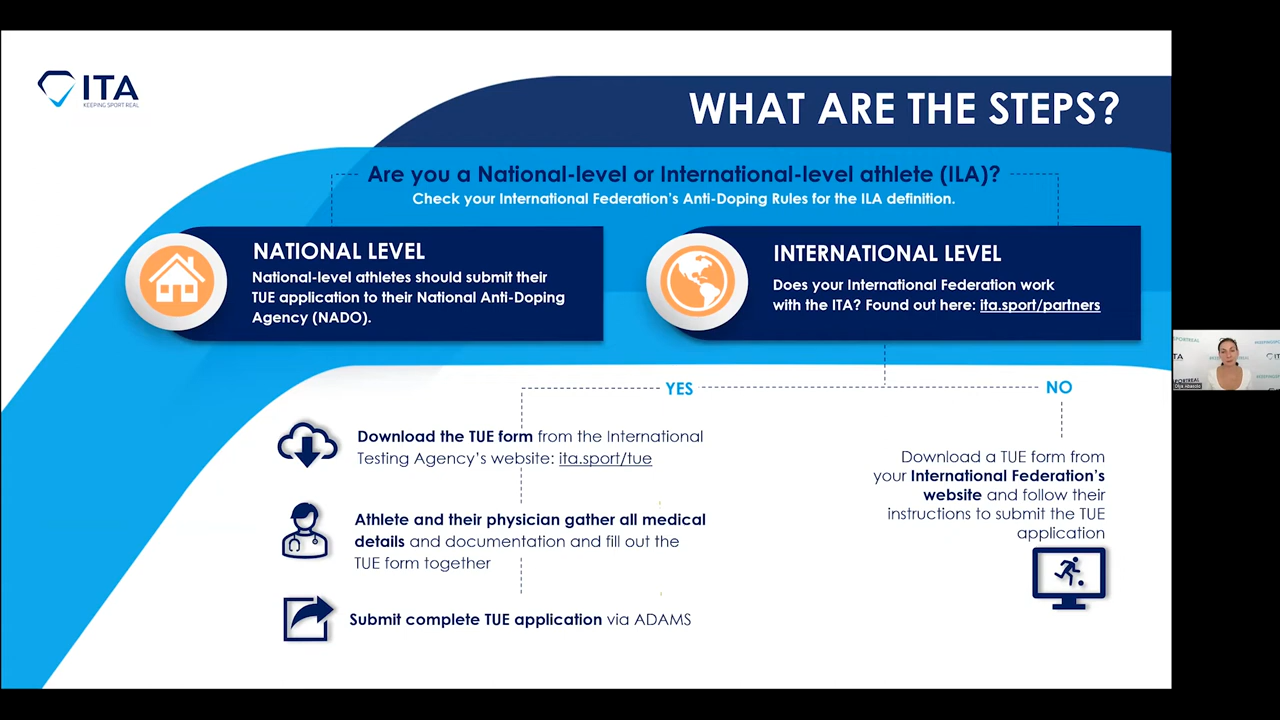 ITA
KEEPING SPORT REAL
WHAT ARE THE STEPS?
Are you a National-level or International-level athlete (ILA)?
Check your International Federation's Anti-Doping Rules for the ILA definition.
NATIONAL LEVEL
National-level athletes should submit their
TUE application to their National Anti-Doping
Agency (NADO).
INTERNATIONAL LEVEL
Does your International Federation work
with the ITA? Found out here: ita.sport/partners
YES
NO
Download the TUE form from the International
Testing Agency's website: ita.sport/tue
Athlete and their physician gather all medical
details and documentation and fill out the
TUE form together
Submit complete TUE application via ADAMS
Download a TUE form from
your International Federation's
website and follow their
instructions to submit the TUE
application